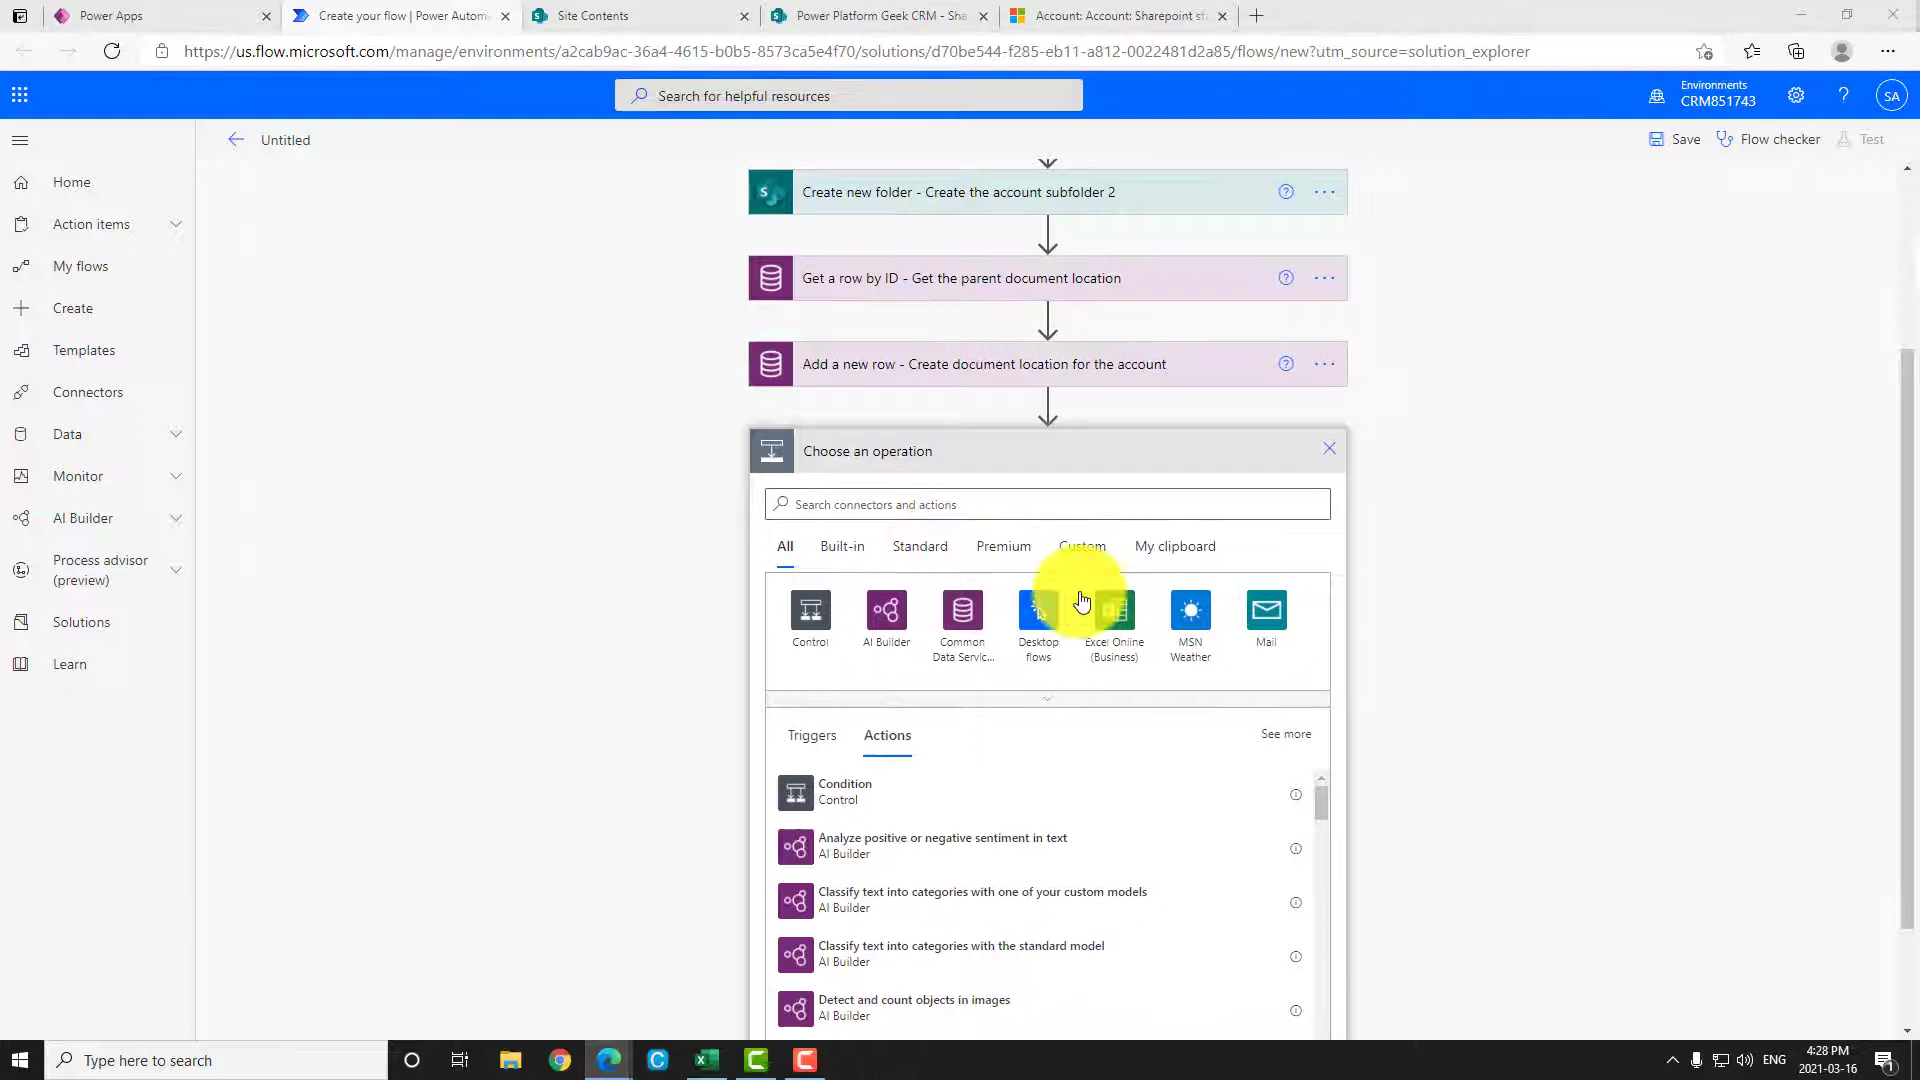 Power Apps
Create your flow | Power Autom
Site Contents
Power Platform Geek CRM - Sha
Account: Account: Sharepoint st
https://us.flow.microsoft.com/manage/environments/a2cab9ac-36a4-4615-b0b5-8573ca5e4f70/solutions/d70be544-f285-eb11-a812-0022481d2a85/flows/new?utm_source=solution_explorer
Search for helpful resources
Environments
CRM851743
SA
Untitled
Save
Flow checker
Test
Home
Action items
My flows
Create
Templates
Connectors
Data
Monitor
AI Builder
Process advisor
(preview)
Solutions
Learn
Create new folder - Create the account subfolder 2
Get a row by ID - Get the parent document location
Add a new row - Create document location for the account
Choose an operation
Search connectors and actions
All
Built-in
Standard
Premium
Custom
My clipboard
Control
AI Builder
Common
Data Servic...
Desktop
flows
Excel Online
(Business)
MSN
Weather
Mail
Triggers
Actions
See more
Condition
Control
Analyze positive or negative sentiment in text
AI Builder
Classify text into categories with one of your custom models
AI Builder
Classify text into categories with the standard model
AI Builder
Detect and count objects in images
AI Builder
Type here to search
ENG
4:28 PM
2021-03-16
1